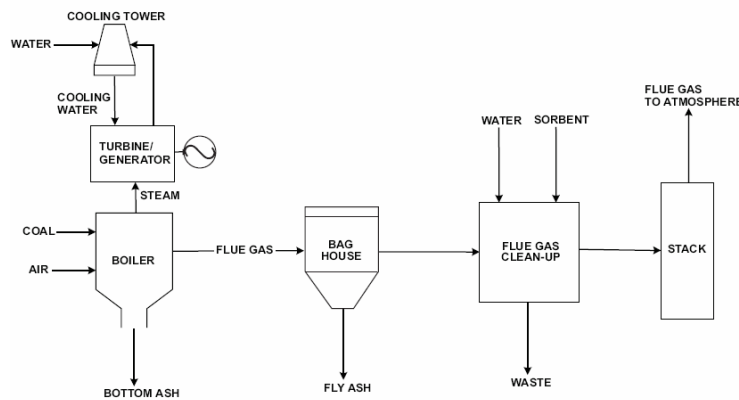 COOLING TOWER
WATER
COOLING
WATER
TURBINE/
GENERATOR
STEAM
COAL
AIR
BOILER
BOTTOM ASH
FLUE GAS
BAG
HOUSE
FLY ASH
WATER
SORBENT
FLUE GAS
CLEAN-UP
WASTE
FLUE GAS
TO ATMOSPHERE
STACK